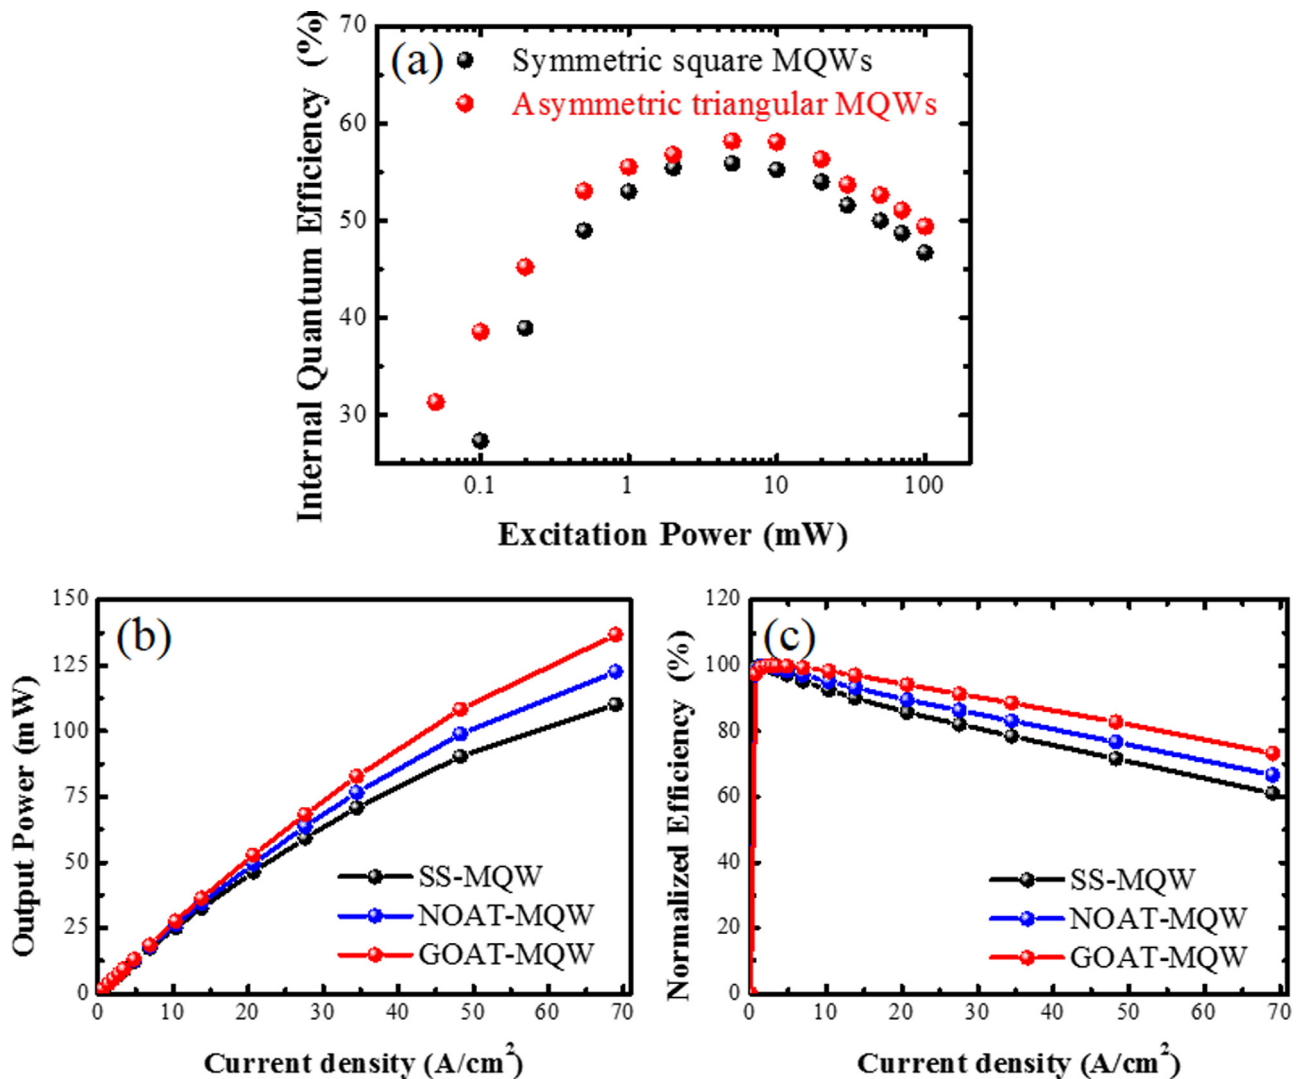 (a)
Symmetric square MQWs
Asymmetric triangular MQWs
Internal Quantum Efficiency (%)
70
60
50
40
30
0.1 1 10 100
Excitation Power (mW)
(b)
Output Power (mW)
150
125
100
75
50
25
0
SS-MQW
NOAT-MQW
GOAT-MQW
0 10 20 30 40 50 60 70
Current density (A/cm²)
(c)
Normalized Efficiency (%)
120
100
80
60
40
20
0
SS-MQW
NOAT-MQW
GOAT-MQW
0 10 20 30 40 50 60 70
Current density (A/cm²)